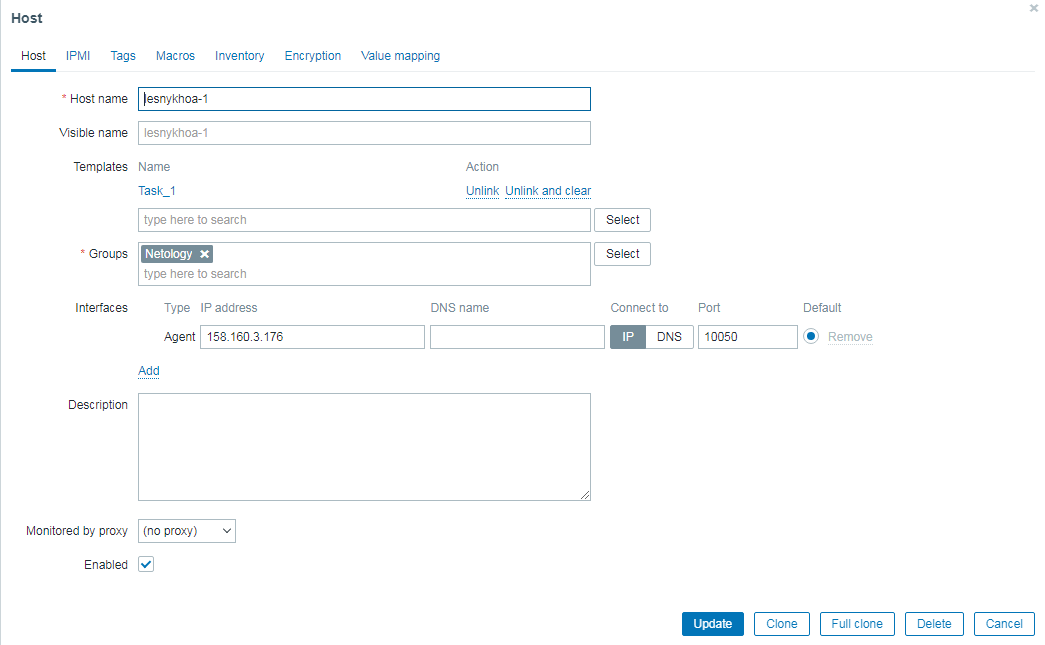 Host
Host IPMI Tags Macros Inventory Encryption Value mapping
* Host name lesnykhoa-1
Visible name lesnykhoa-1
Templates Name Action
Task_1 Unlink Unlink and clear
type here to search Select
* Groups Netology Select
type here to search
Interfaces Type IP address DNS name Connect to Port Default
Agent 158.160.3.176 IP DNS 10050 Remove
Add
Description
Monitored by proxy (no proxy)
Enabled
Update Clone Full clone Delete Cancel